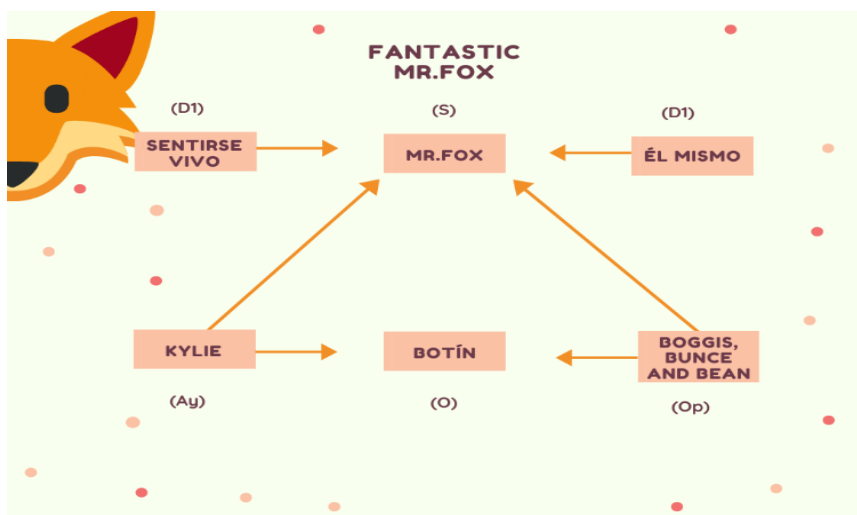 FANTASTIC
MR.FOX
(D1)
(S)
(D1)
SENTIRSE
VIVO
MR.FOX
ÉL MISMO
KYLIE
BOTÍN
BOGGIS,
BUNCE
AND BEAN
(Ay)
(O)
(Op)